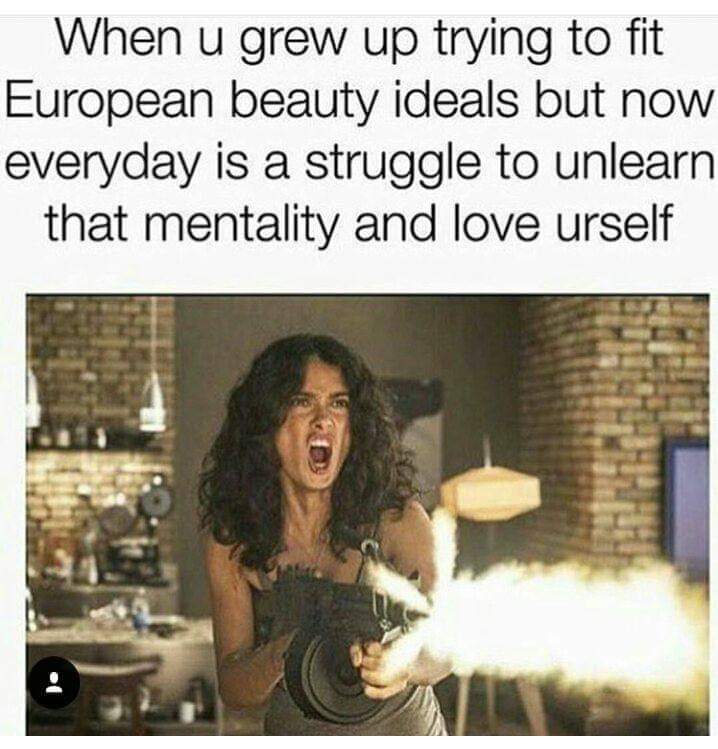 When u grew up trying to fit
European beauty ideals but now
everyday is a struggle to unlearn
that mentality and love urself